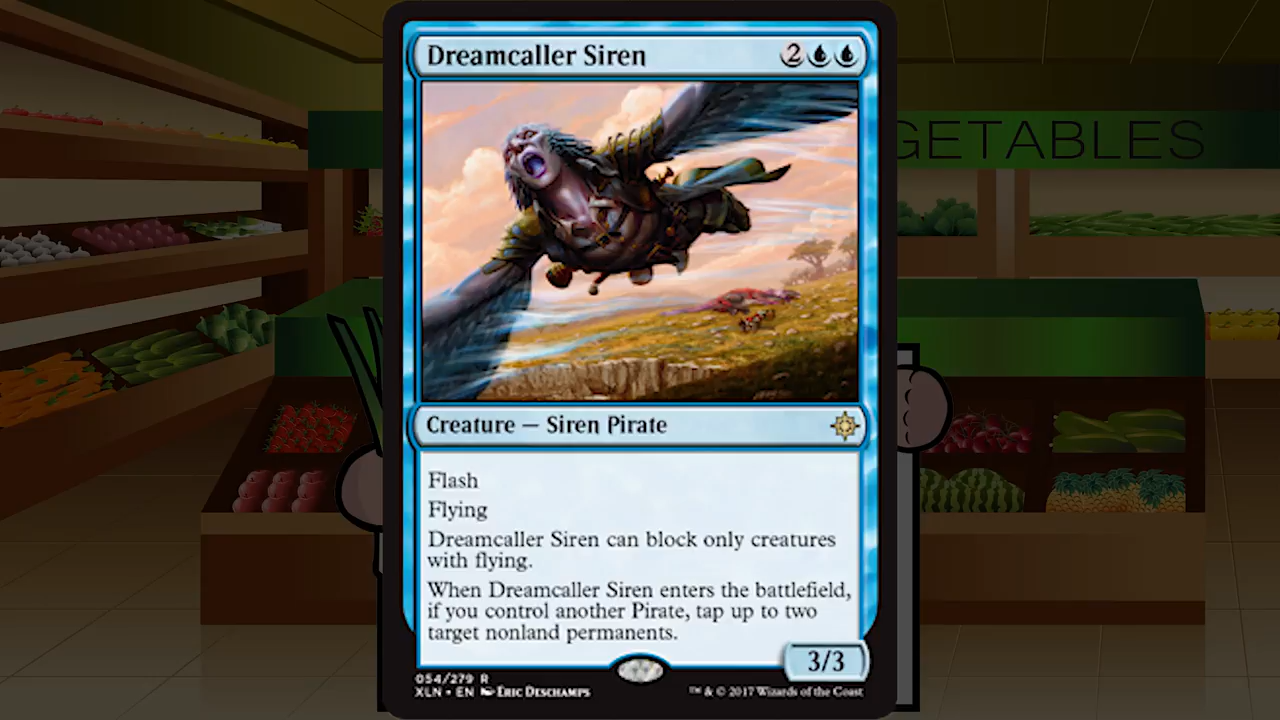 Dreamcaller Siren 2
GETABLES
Creature — Siren Pirate
Flash
Flying
Dreamcaller Siren can block only creatures
with flying.
When Dreamcaller Siren enters the battlefield,
if you control another Pirate, tap up to two
target nonland permanents.
3/3
054/279 R
XLN • EN ERIC DESCHAMPS
™ & © 2017 Wizards of the Coast